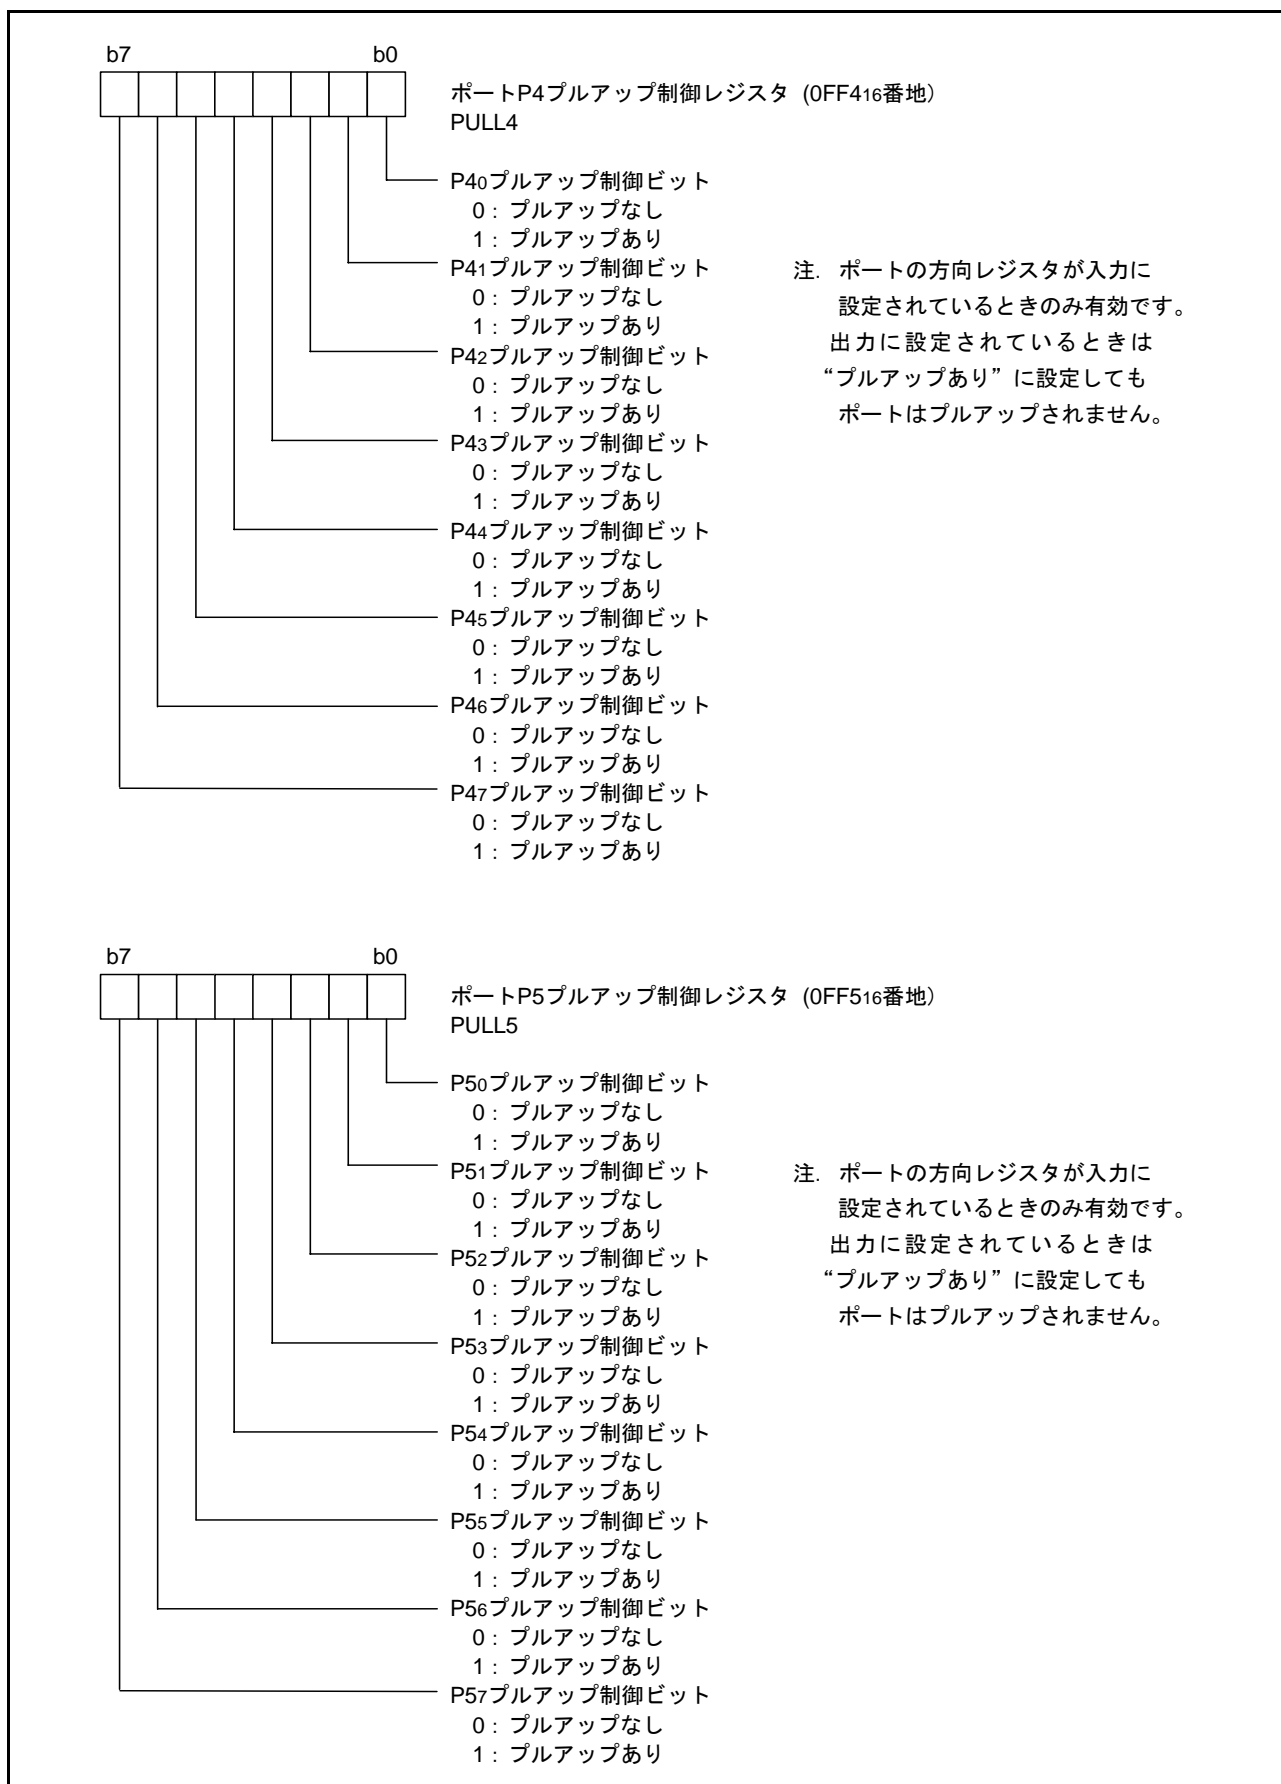 b7 b0
ポートP4プルアップ制御レジスタ (0FF416番地)
PULL4
P40プルアップ制御ビット
0：プルアップなし
1：プルアップあり
P41プルアップ制御ビット
0：プルアップなし
1：プルアップあり
P42プルアップ制御ビット
0：プルアップなし
1：プルアップあり
P43プルアップ制御ビット
0：プルアップなし
1：プルアップあり
P44プルアップ制御ビット
0：プルアップなし
1：プルアップあり
P45プルアップ制御ビット
0：プルアップなし
1：プルアップあり
P46プルアップ制御ビット
0：プルアップなし
1：プルアップあり
P47プルアップ制御ビット
0：プルアップなし
1：プルアップあり
注. ポートの方向レジスタが入力に
設定されているときのみ有効です。
出力に設定されているときは
“プルアップあり”に設定しても
ポートはプルアップされません。
b7 b0
ポートP5プルアップ制御レジスタ (0FF516番地)
PULL5
P50プルアップ制御ビット
0：プルアップなし
1：プルアップあり
P51プルアップ制御ビット
0：プルアップなし
1：プルアップあり
P52プルアップ制御ビット
0：プルアップなし
1：プルアップあり
P53プルアップ制御ビット
0：プルアップなし
1：プルアップあり
P54プルアップ制御ビット
0：プルアップなし
1：プルアップあり
P55プルアップ制御ビット
0：プルアップなし
1：プルアップあり
P56プルアップ制御ビット
0：プルアップなし
1：プルアップあり
P57プルアップ制御ビット
0：プルアップなし
1：プルアップあり
注. ポートの方向レジスタが入力に
設定されているときのみ有効です。
出力に設定されているときは
“プルアップあり”に設定しても
ポートはプルアップされません。